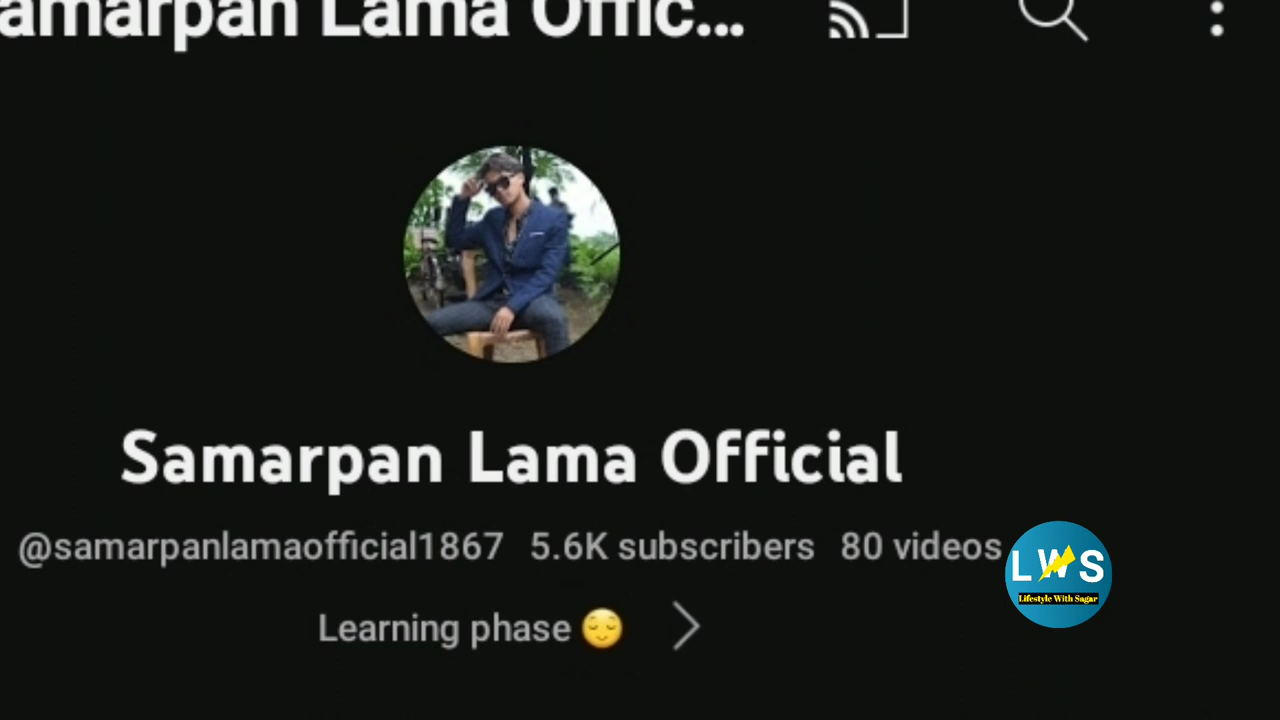 amarpan Lama Offic...
Samarpan Lama Official
@samarpanlamaofficial1867 5.6K subscribers 80 videos
LWS
Lifestyle With Sagar
Learning phase 😌